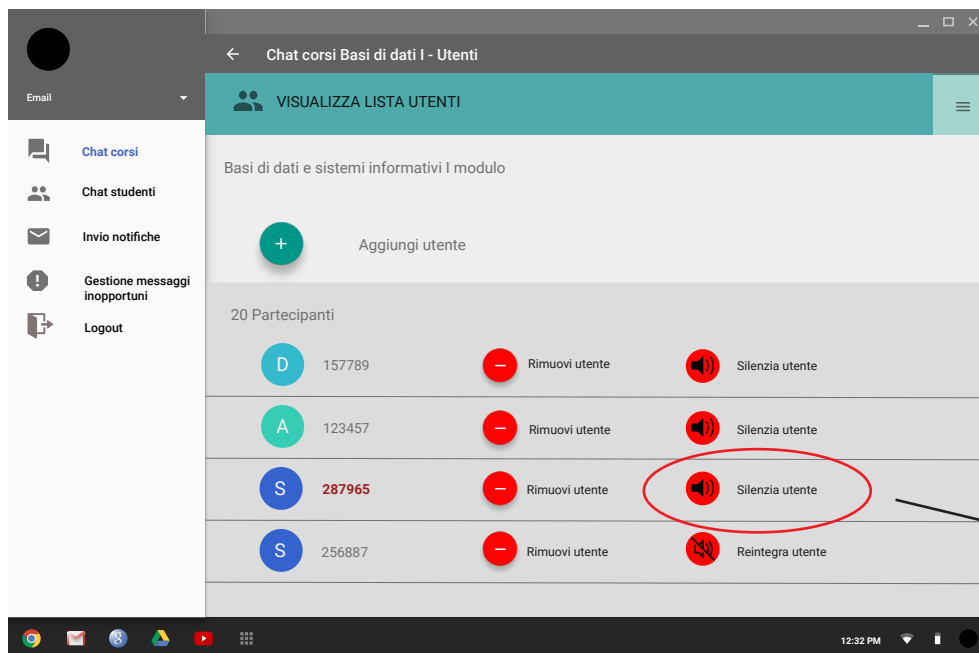 Chat corsi Basi di dati I - Utenti
Email
VISUALIZZA LISTA UTENTI
Chat corsi
Chat studenti
Invio notifiche
Gestione messaggi
inopportuni
Logout
Basi di dati e sistemi informativi I modulo
Aggiungi utente
20 Partecipanti
D 157789 Rimuovi utente Silenzia utente
A 123457 Rimuovi utente Silenzia utente
S 287965 Rimuovi utente Silenzia utente
S 256887 Rimuovi utente Reintegra utente
12:32 PM